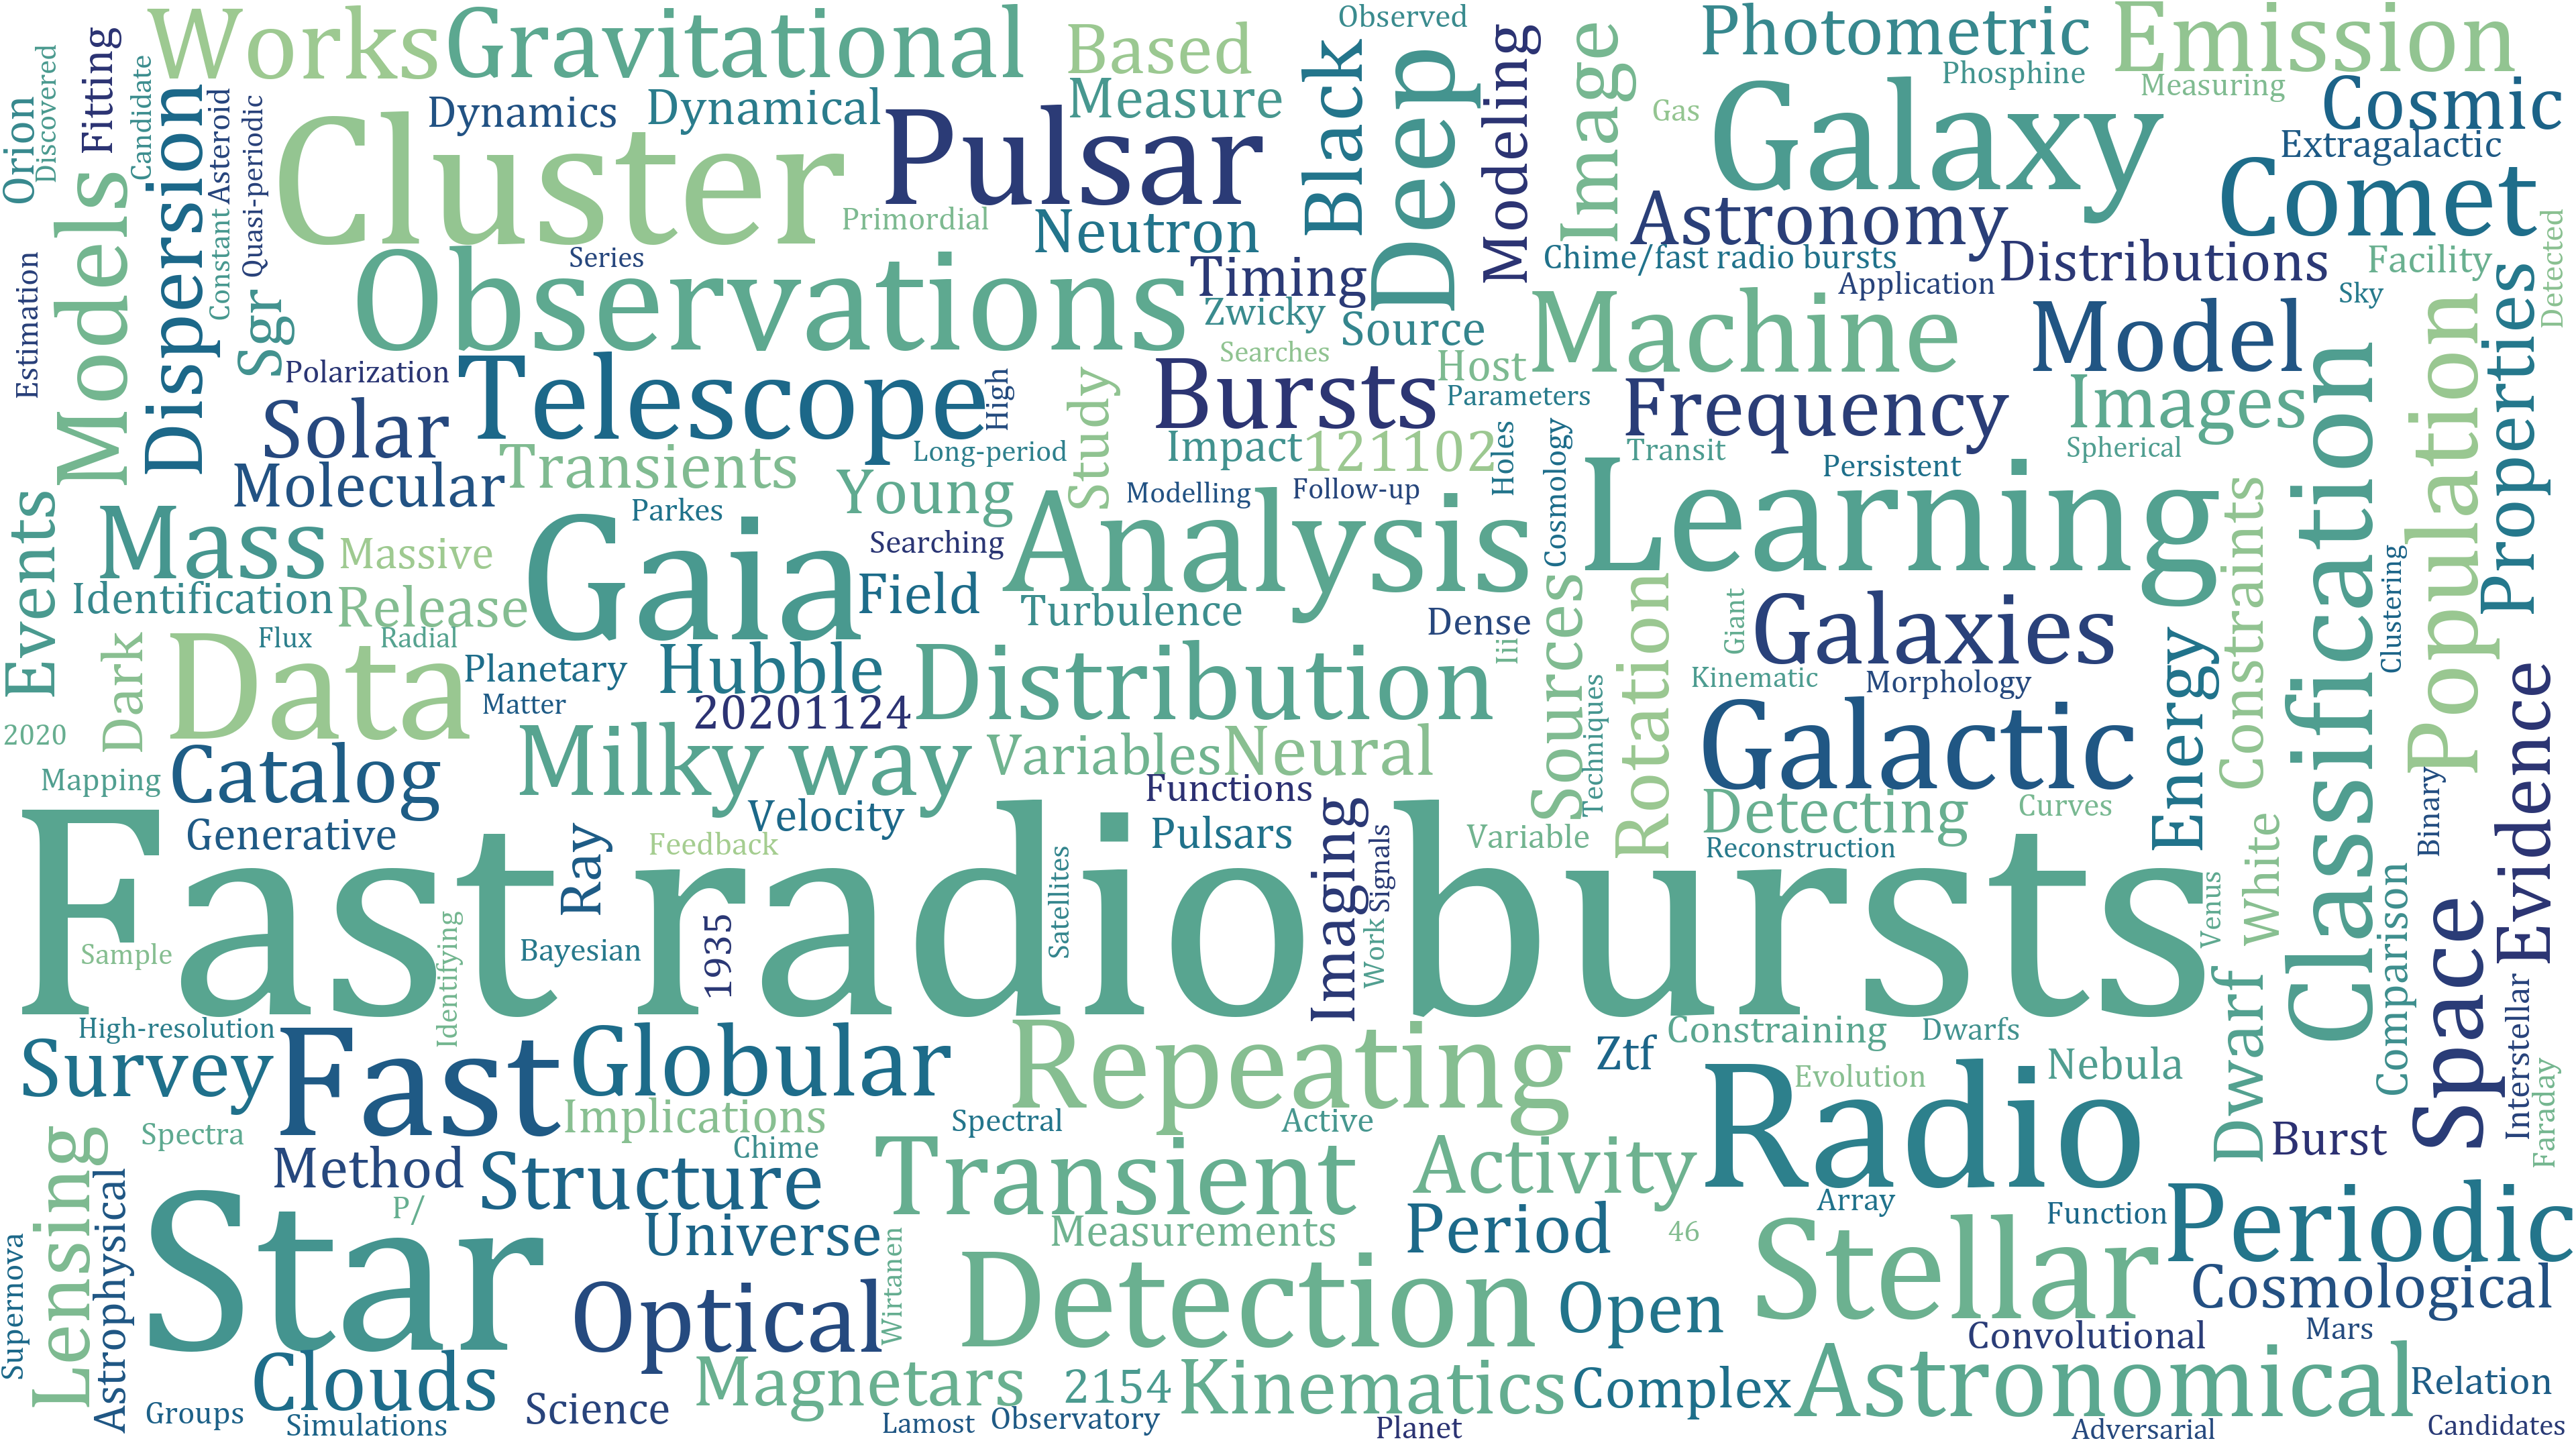 Works
Gravitational
Based
Observed
Photometric
Emission
Orion
Discovered
Fitting
Candidate
Dispersion
Asteroid
Quasi-periodic
Constant
Dynamics
Dynamical
Measure
Black
Deep
Modeling
Image
Gas
Phosphine
Measuring
Cosmic
Extragalactic
Models
Cluster
Pulsar
Galaxy
Comet
Primordial
Neutron
Astronomy
Series
Observations
Timing
Chime/fast radio bursts
Distributions
Facility
Detected
Estimation
Sgr
Zwicky
Source
Application
Sky
Machine
Model
Population
Properties
Polarization
Telescope
High
Searches
Bursts
Host
Parameters
Frequency
Images
Classification
Solar
Molecular
Transients
Long-period
Study
Impact
121102
Holes
Cosmology
Transit
Persistent
Spherical
Young
Modelling
Follow-up
Events
Mass
Massive
Parkes
Gaia
Searching
Analysis
Learning
Constraints
Identification
Release
Field
Turbulence
Dense
Sources
Rotation
Giant
Galaxies
Clustering
Dark
Data
Flux
Radial
Planetary
Matter
Hubble
20201124
Distribution
Iii
Kinematic
Morphology
Energy
Evidence
2020
Mapping
Catalog
Milky way
Variables
Neural
Techniques
Galactic
Generative
Velocity
Functions
Detecting
Curves
Binary
Ray
Feedback
Pulsars
Imaging
Signals
Variable
Reconstruction
White
Fast radio bursts
Satellites
Venus
Comparison
Space
Sample
Identifying
Bayesian
1935
Work
Interstellar
Faraday
High-resolution
Survey
Fast
Globular
Repeating
Ztf
Constraining
Dwarfs
Radio
Evolution
Nebula
Dwarf
Spectra
Implications
Spectral
Active
Burst
Lensing
Astrophysical
Method
Structure
Chime
Transient
Activity
Array
Function
Periodic
P/
Star
Universe
Wirtanen
Measurements
Period
46
Stellar
Supernova
Optical
Detection
Open
Cosmological
Convolutional
Mars
Clouds
Magnetars
2154
Kinematics
Complex
Astronomical
Relation
Groups
Simulations
Science
Lamost
Observatory
Planet
Adversarial
Candidates